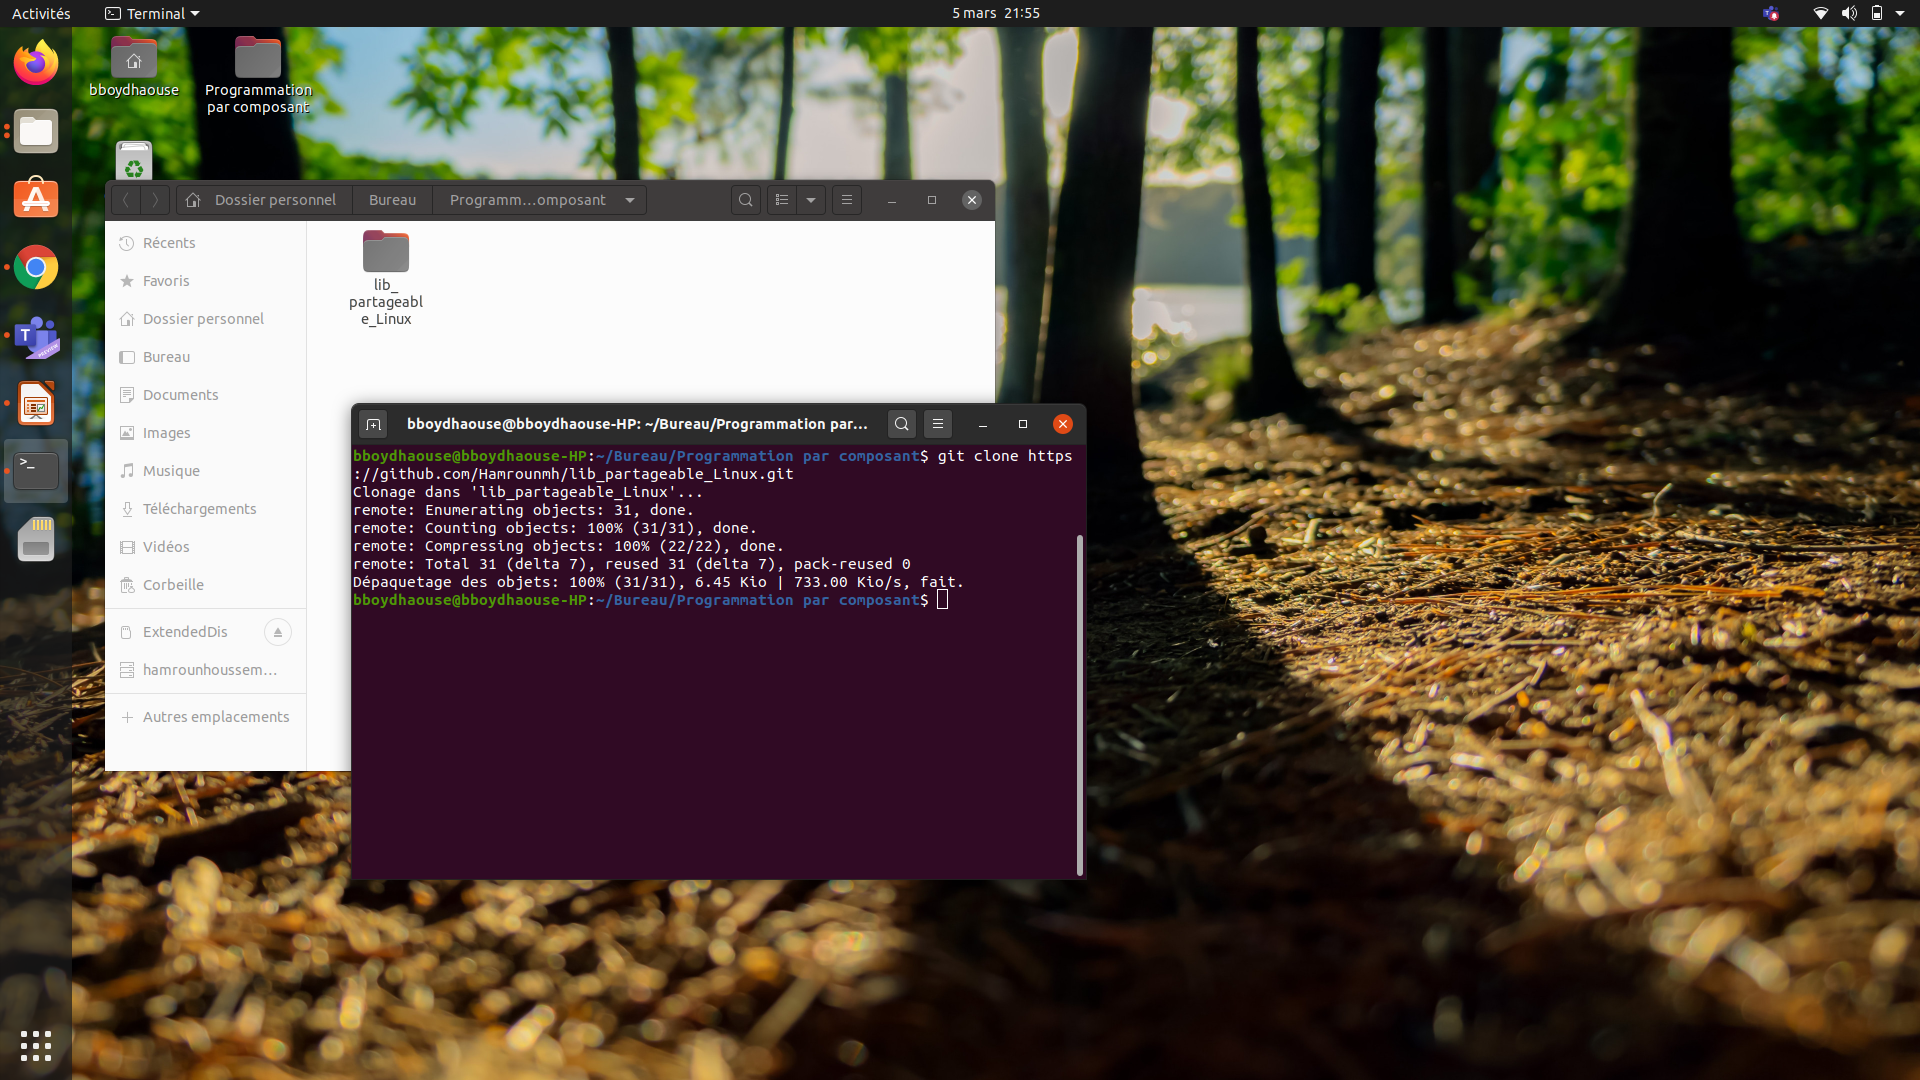 Activités
Terminal
5 mars 21:55
bboydhaouse
Programmation
par composant
Dossier personnel
Bureau
Programm...omposant
Récents
Favoris
Dossier personnel
Bureau
Documents
Images
Musique
Téléchargements
Vidéos
Corbeille
ExtendedDis
hamrounhoussem...
Autres emplacements
lib_
partageabl
e_Linux
bboydhaouse@bboydhaouse-HP: ~/Bureau/Programmation par...
bboydhaouse@bboydhaouse-HP:~/Bureau/Programmation par composant$ git clone https
://github.com/Hamrounmh/lib_partageable_Linux.git
Clonage dans 'lib_partageable_Linux'...
remote: Enumerating objects: 31, done.
remote: Counting objects: 100% (31/31), done.
remote: Compressing objects: 100% (22/22), done.
remote: Total 31 (delta 7), reused 31 (delta 7), pack-reused 0
Dépaquetage des objets: 100% (31/31), 6.45 Kio | 733.00 Kio/s, fait.
bboydhaouse@bboydhaouse-HP:~/Bureau/Programmation par composant$